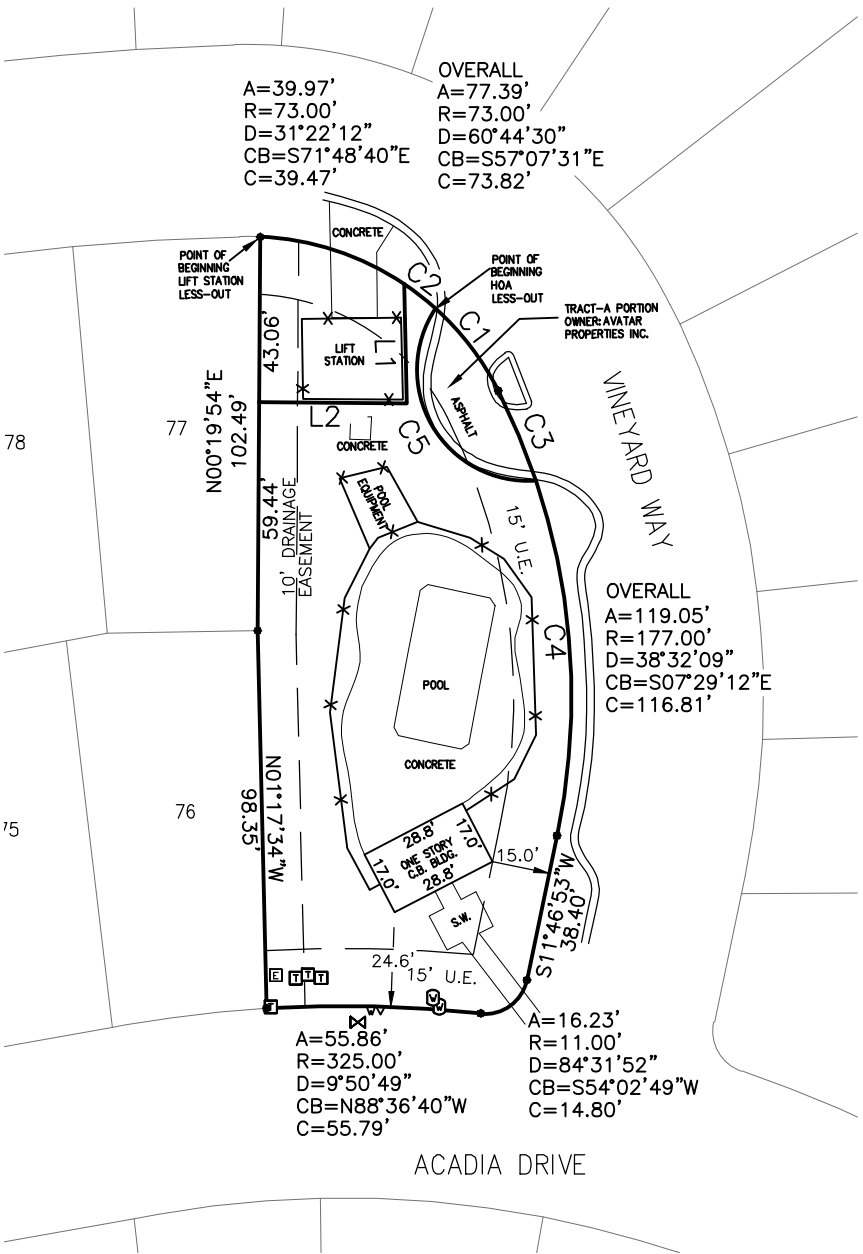 OVERALL
A=39.97'
R=73.00'
D=31°22'12"
CB=S71°48'40"E
C=39.47'
A=77.39'
R=73.00'
D=60°44'30"
CB=S57°07'31"E
C=73.82'
CONCRETE
POINT OF
BEGINNING
LIFT STATION
LESS-OUT
C2
POINT OF
BEGINNING
HOA
LESS-OUT
C1
TRACT-A PORTION
OWNER:AVATAR
PROPERTIES INC.
43.06'
LIFT
STATION
L1
L2
N00°19'54"E
102.49'
78
77
C5
ASPHALT
C3
VINEYARD WAY
CONCRETE
POOL
EQUIPMENT
59.44'
10' DRAINAGE
EASEMENT
15' U.E.
C4
OVERALL
A=119.05'
R=177.00'
D=38°32'09"
CB=S07°29'12"E
C=116.81'
POOL
CONCRETE
N01°17'34"W
98.35'
76
75
28.8'
17.0'
ONE STORY
C.B. BLDG.
17.0'
28.8'
15.0'
S11°46'53"W
38.40'
S.W.
24.6'
15' U.E.
E
T
T
T
W
W
WV
A=55.86'
R=325.00'
D=9°50'49"
CB=N88°36'40"W
C=55.79'
A=16.23'
R=11.00'
D=84°31'52"
CB=S54°02'49"W
C=14.80'
ACADIA DRIVE